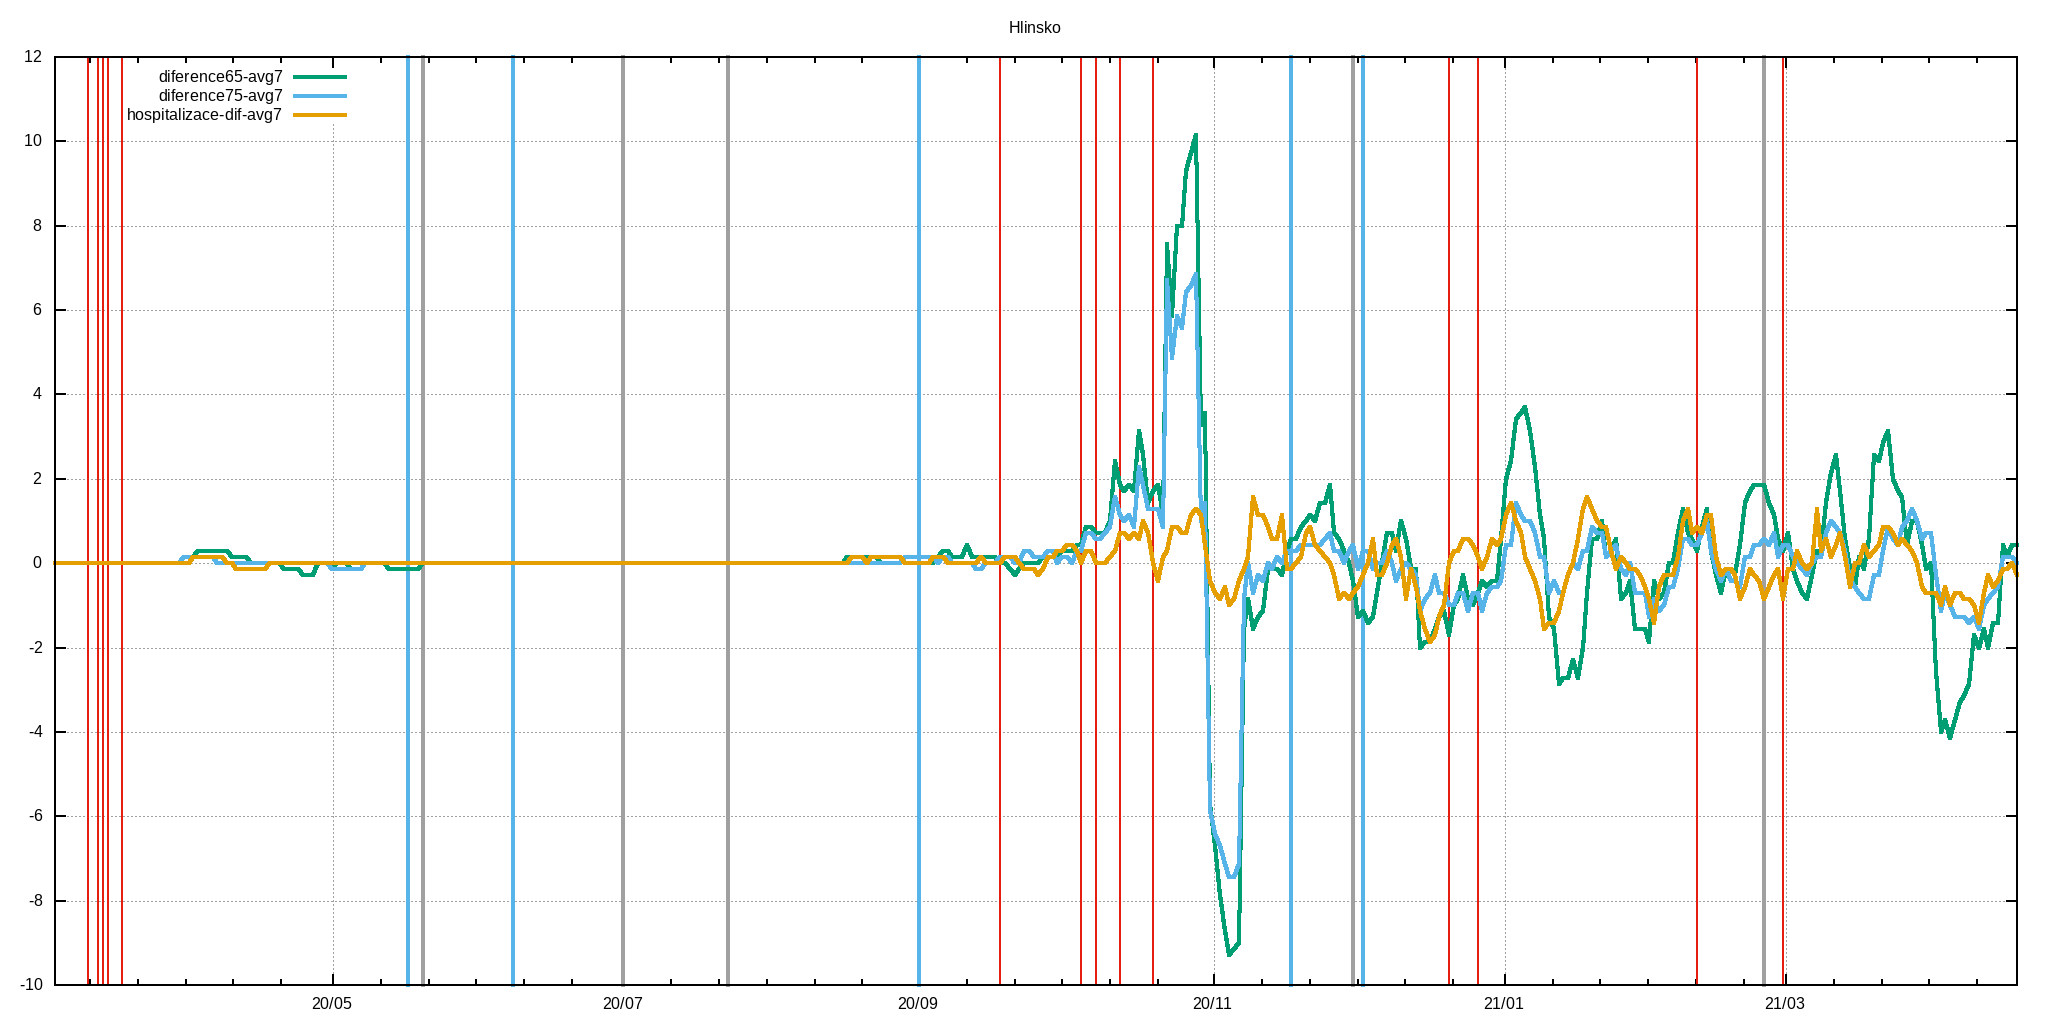 Hlinsko
diference65-avg7
diference75-avg7
hospitalizace-dif-avg7
12
10
8
6
4
2
0
-2
-4
-6
-8
-10
20/05 20/07 20/09 20/11 21/01 21/03